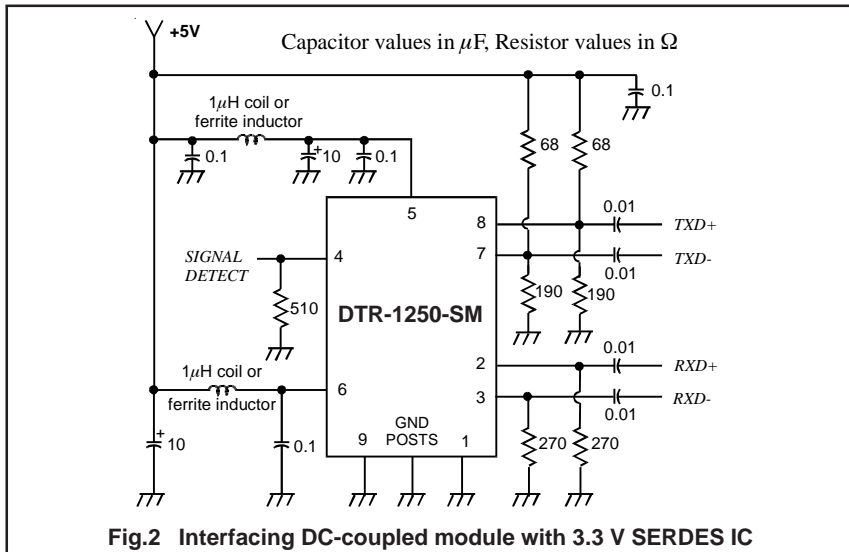 +5V
Capacitor values in μF, Resistor values in Ω
0.1
1μH coil or
ferrite inductor
0.1
+
10
0.1
68
68
5
8
0.01
TXD+
7
TXD-
0.01
SIGNAL
DETECT
4
510
190
190
DTR-1250-SM
0.01
2
RXD+
3
RXD-
0.01
1μH coil or
ferrite inductor
6
+
10
0.1
GND
POSTS
9
1
270
270
Fig.2 Interfacing DC-coupled module with 3.3 V SERDES IC